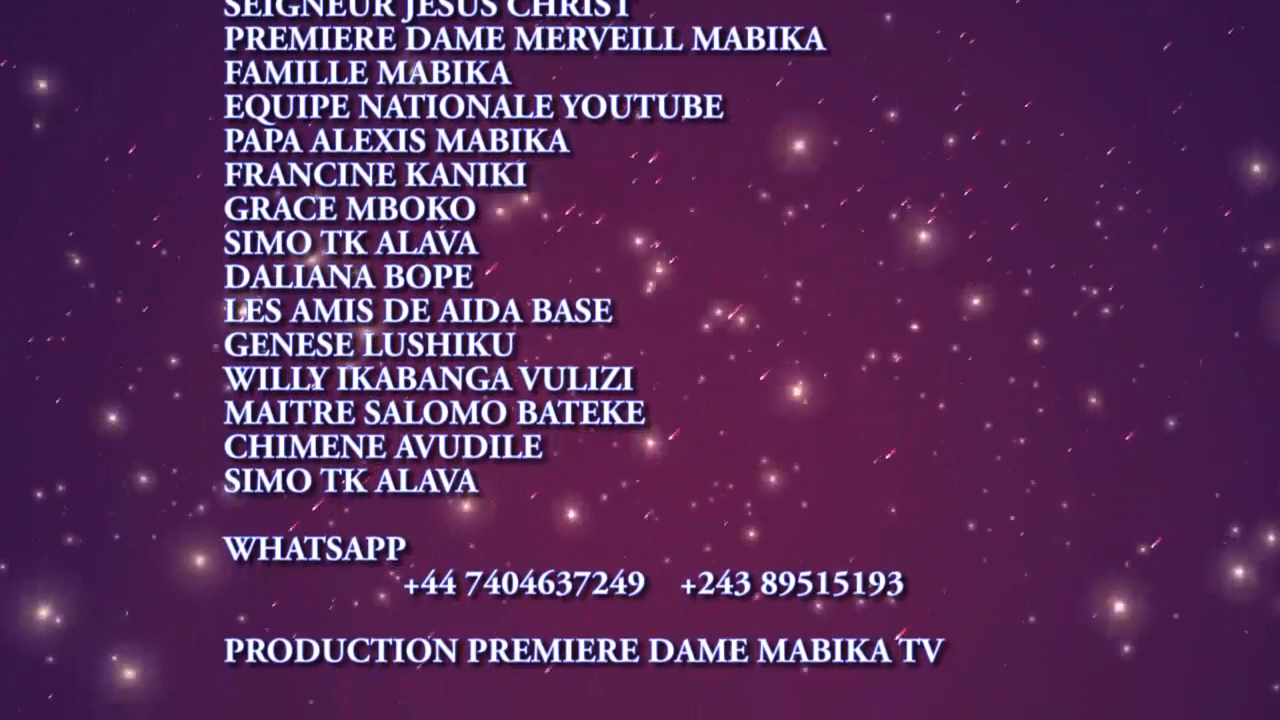 SEIGNEUR JESUS CHRIST
PREMIERE DAME MERVEILL MABIKA
FAMILLE MABIKA
EQUIPE NATIONALE YOUTUBE
PAPA ALEXIS MABIKA
FRANCINE KANIKI
GRACE MBOKO
SIMO TK ALAVA
DALIANA BOPE
LES AMIS DE AIDA BASE
GENESE LUSHIKU
WILLY IKABANGA VULIZI
MAITRE SALOMO BATEKE
CHIMENE AVUDILE
SIMO TK ALAVA
WHATSAPP
+44 7404637249 +243 89515193
PRODUCTION PREMIERE DAME MABIKA TV